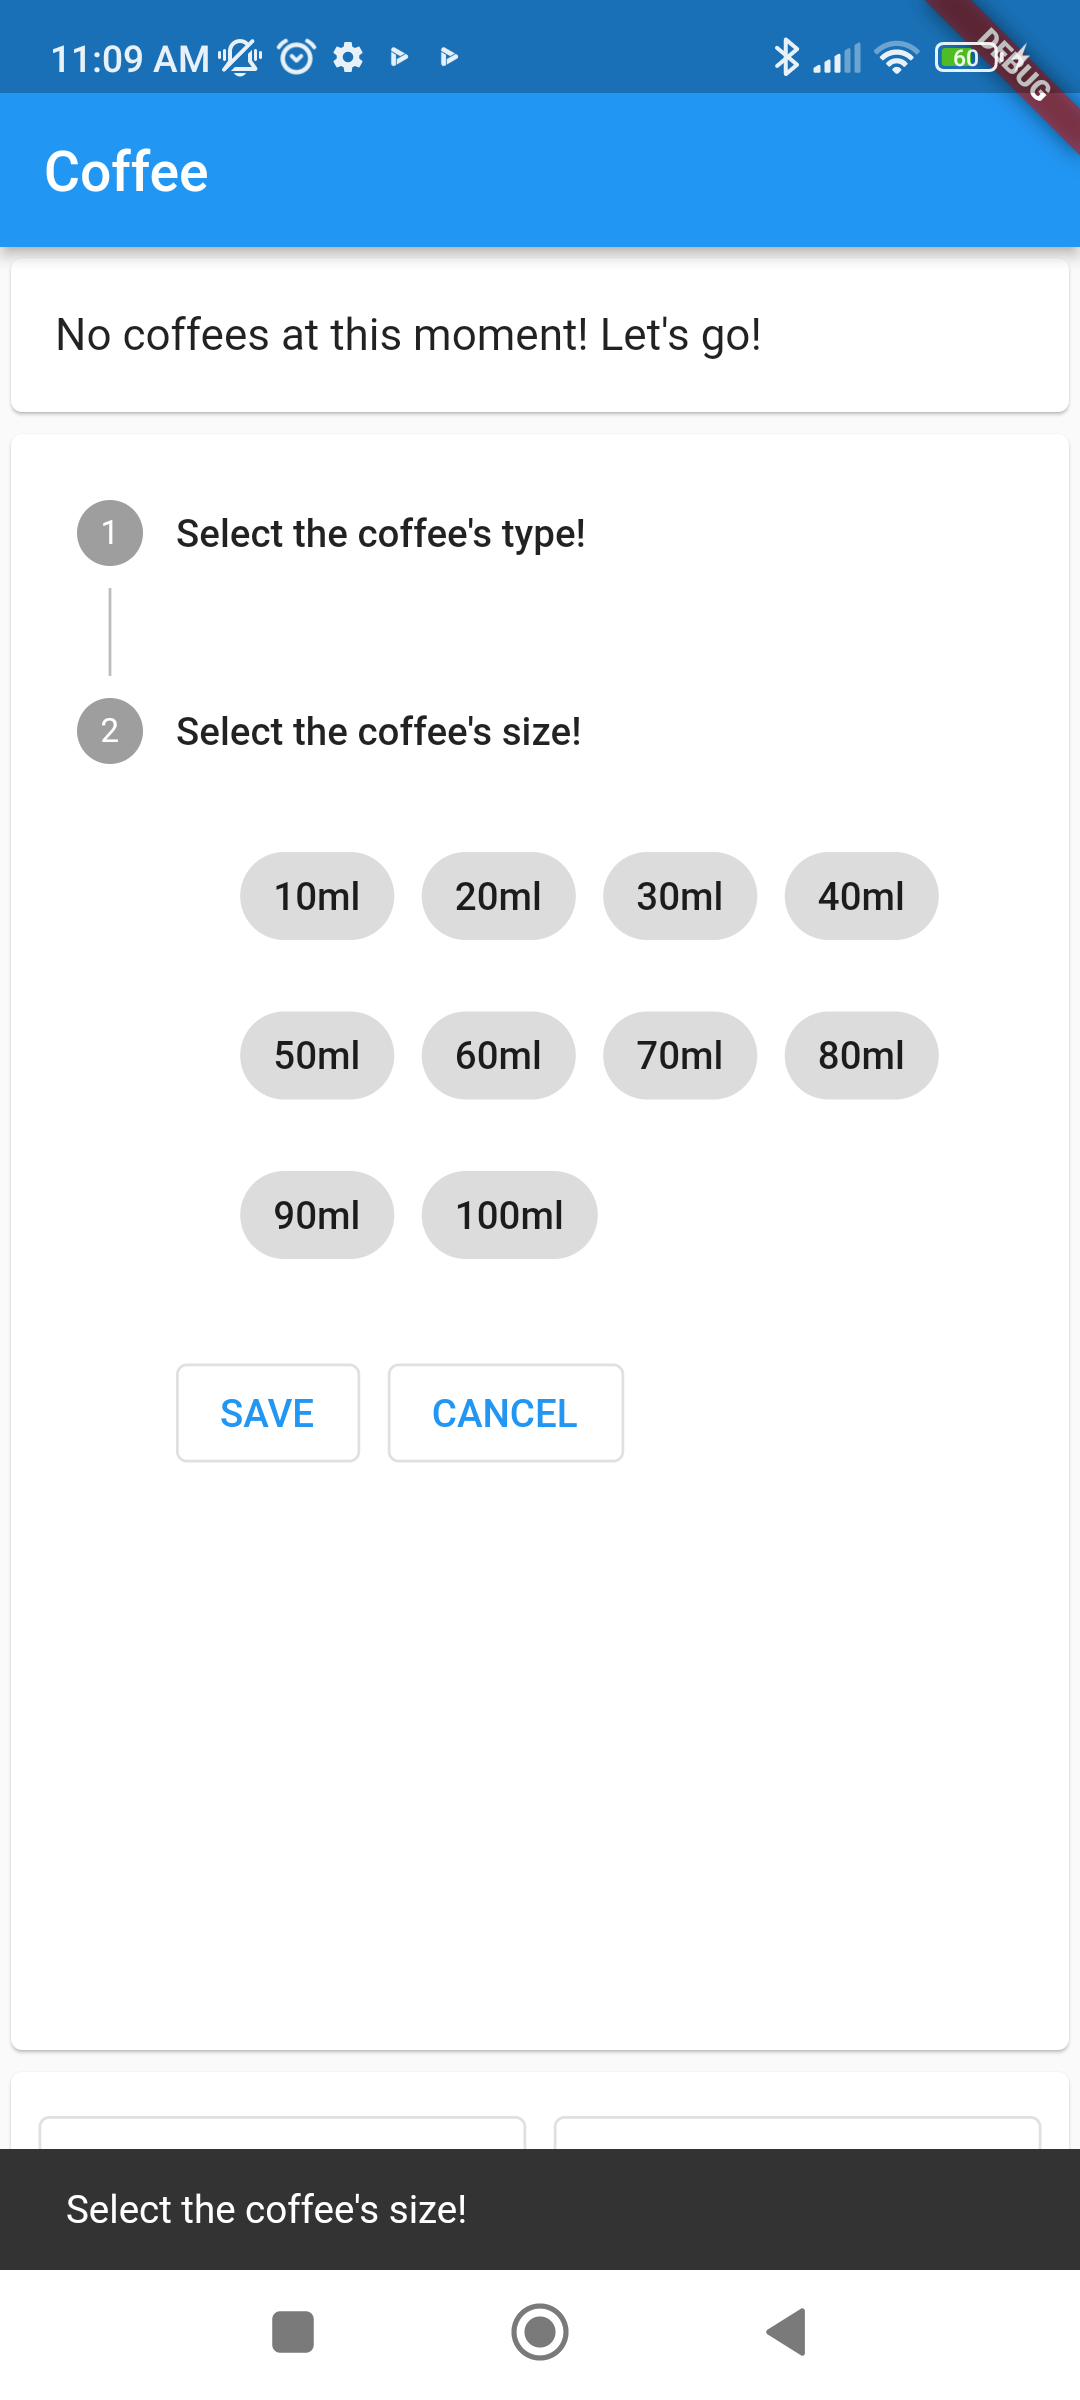 11:09 AM
60
DEBUG
Coffee
No coffees at this moment! Let's go!
1 Select the coffee's type!
2 Select the coffee's size!
10ml 20ml 30ml 40ml
50ml 60ml 70ml 80ml
90ml 100ml
SAVE CANCEL
Select the coffee's size!